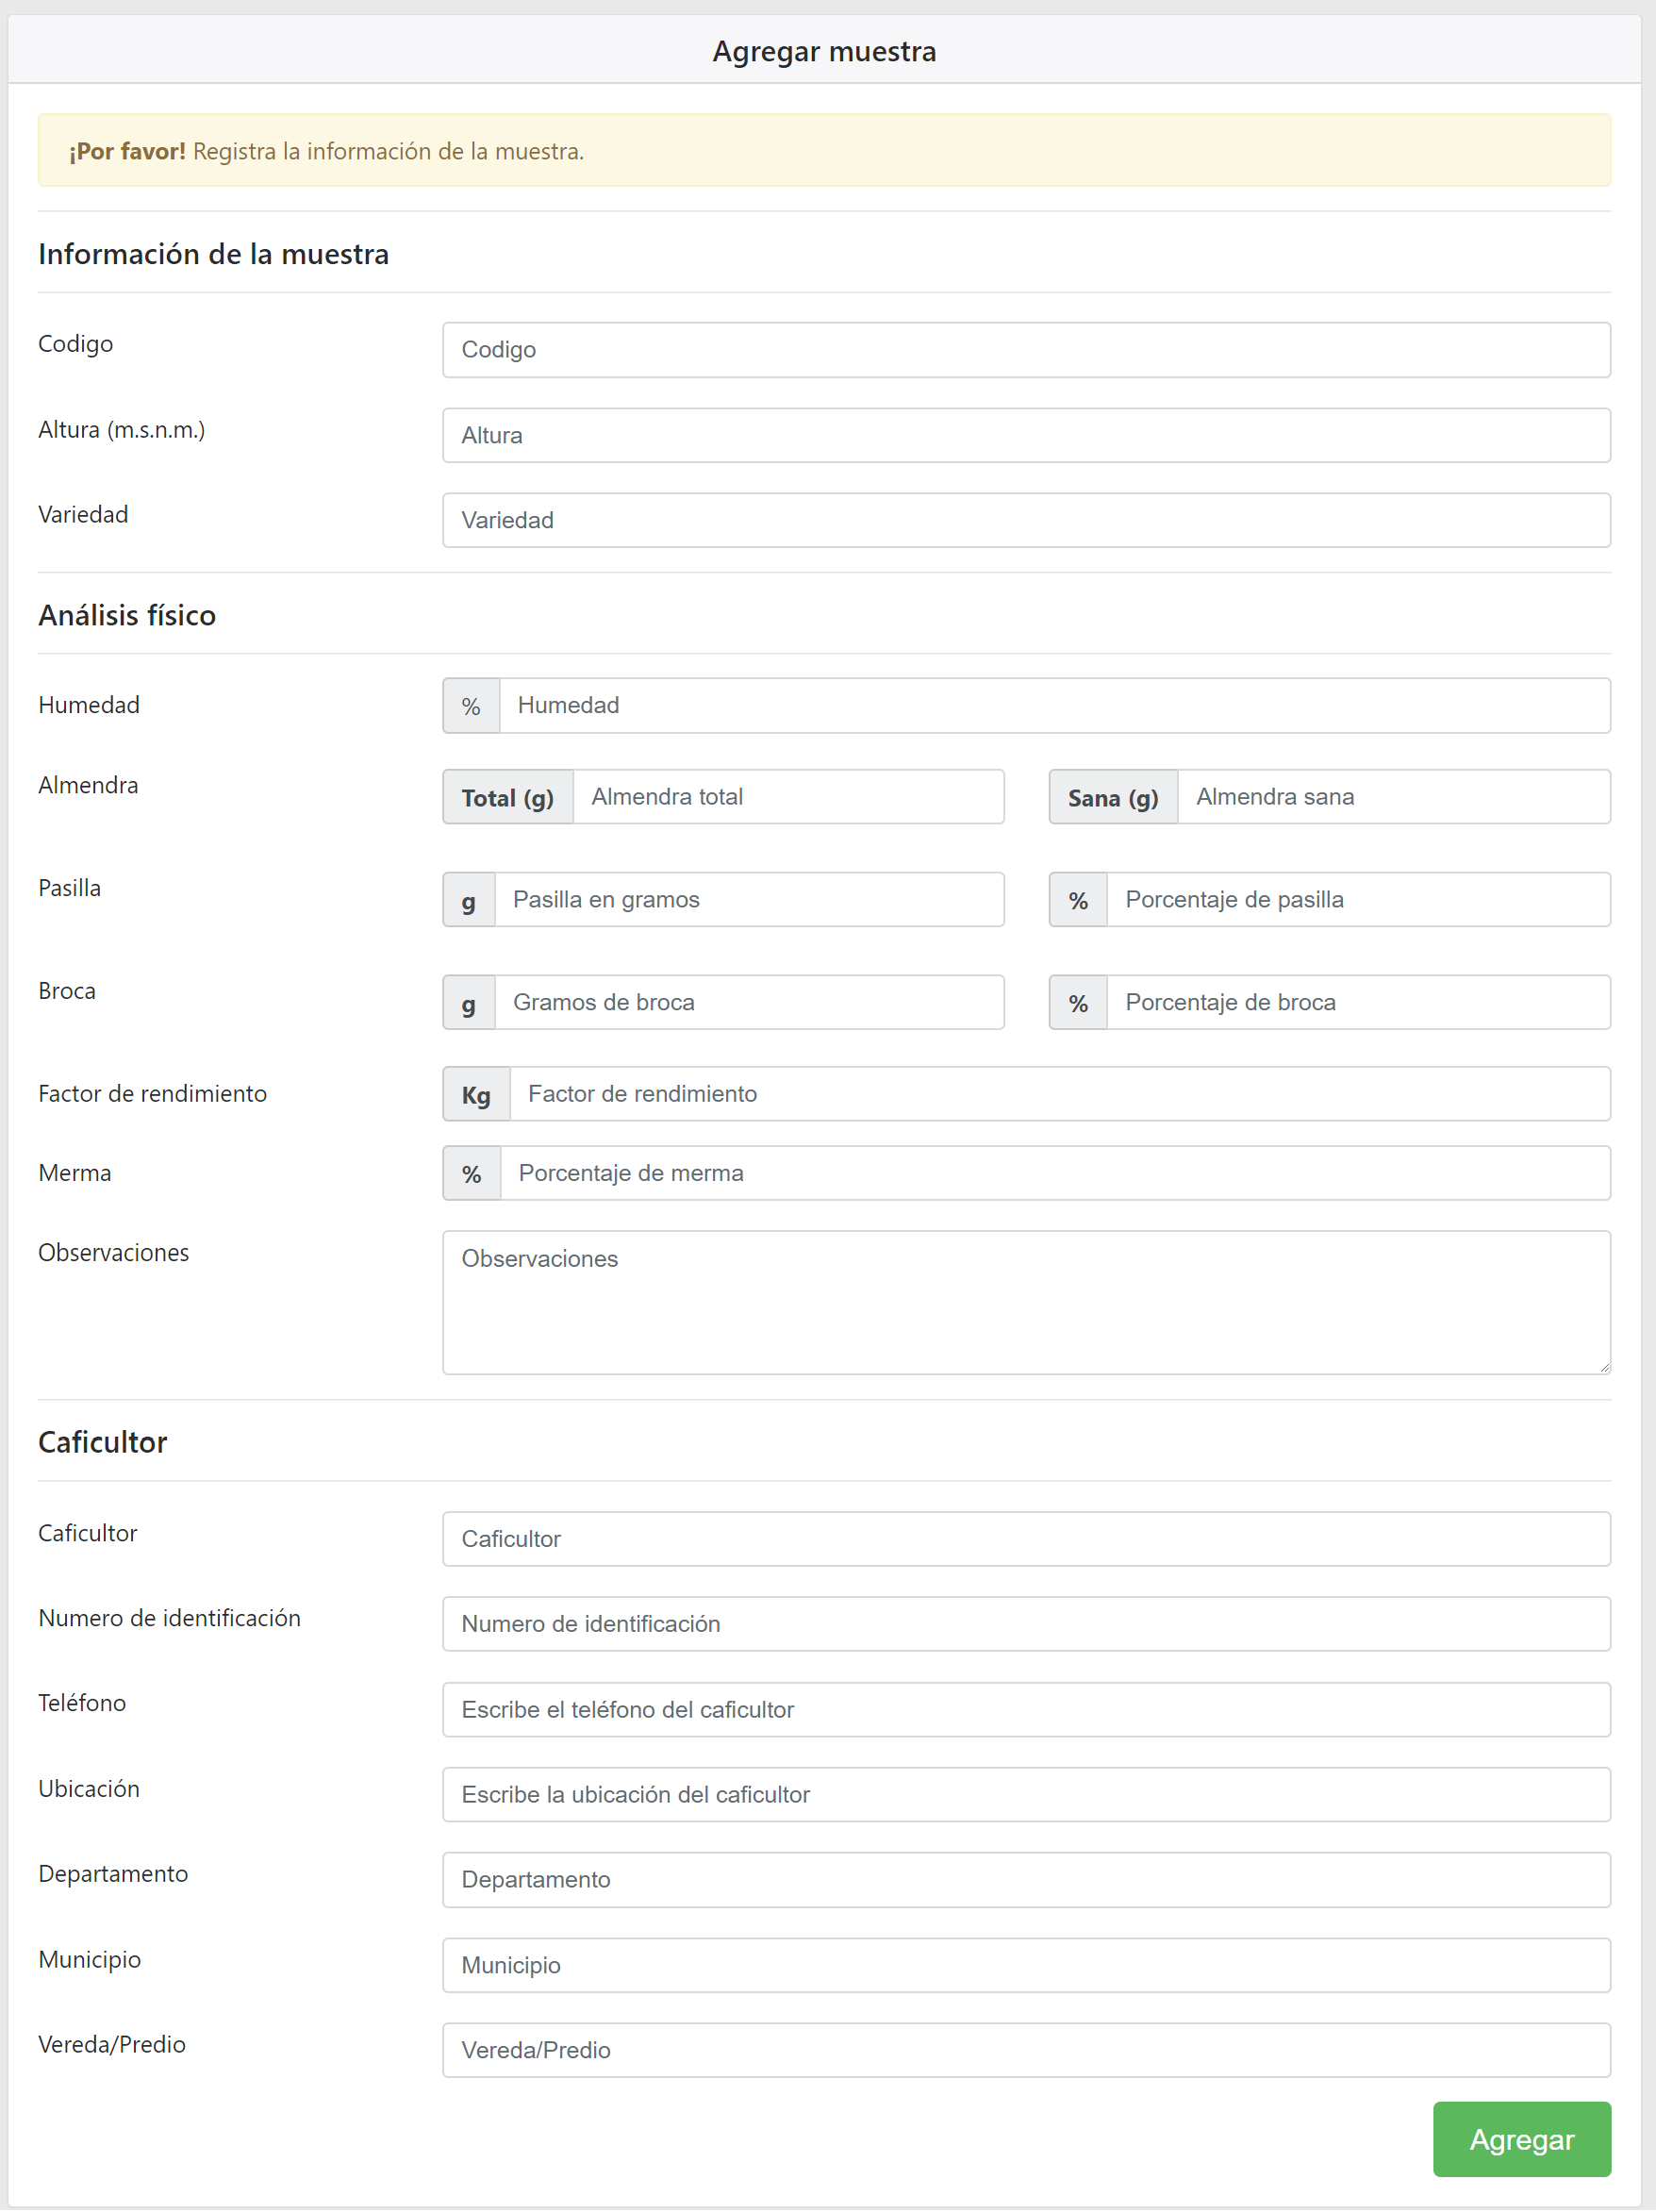 Agregar muestra
¡Por favor! Registra la información de la muestra.
Información de la muestra
Codigo Codigo
Altura (m.s.n.m.) Altura
Variedad Variedad
Análisis físico
Humedad % Humedad
Almendra Total (g) Almendra total Sana (g) Almendra sana
Pasilla g Pasilla en gramos % Porcentaje de pasilla
Broca g Gramos de broca % Porcentaje de broca
Factor de rendimiento Kg Factor de rendimiento
Merma % Porcentaje de merma
Observaciones Observaciones
Caficultor
Caficultor Caficultor
Numero de identificación Numero de identificación
Teléfono Escribe el teléfono del caficultor
Ubicación Escribe la ubicación del caficultor
Departamento Departamento
Municipio Municipio
Vereda/Predio Vereda/Predio
Agregar